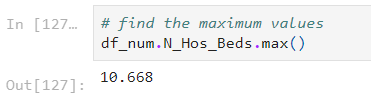 In [127...
# find the maximum values
df_num.N_Hos_Beds.max()
Out[127]:
10.668